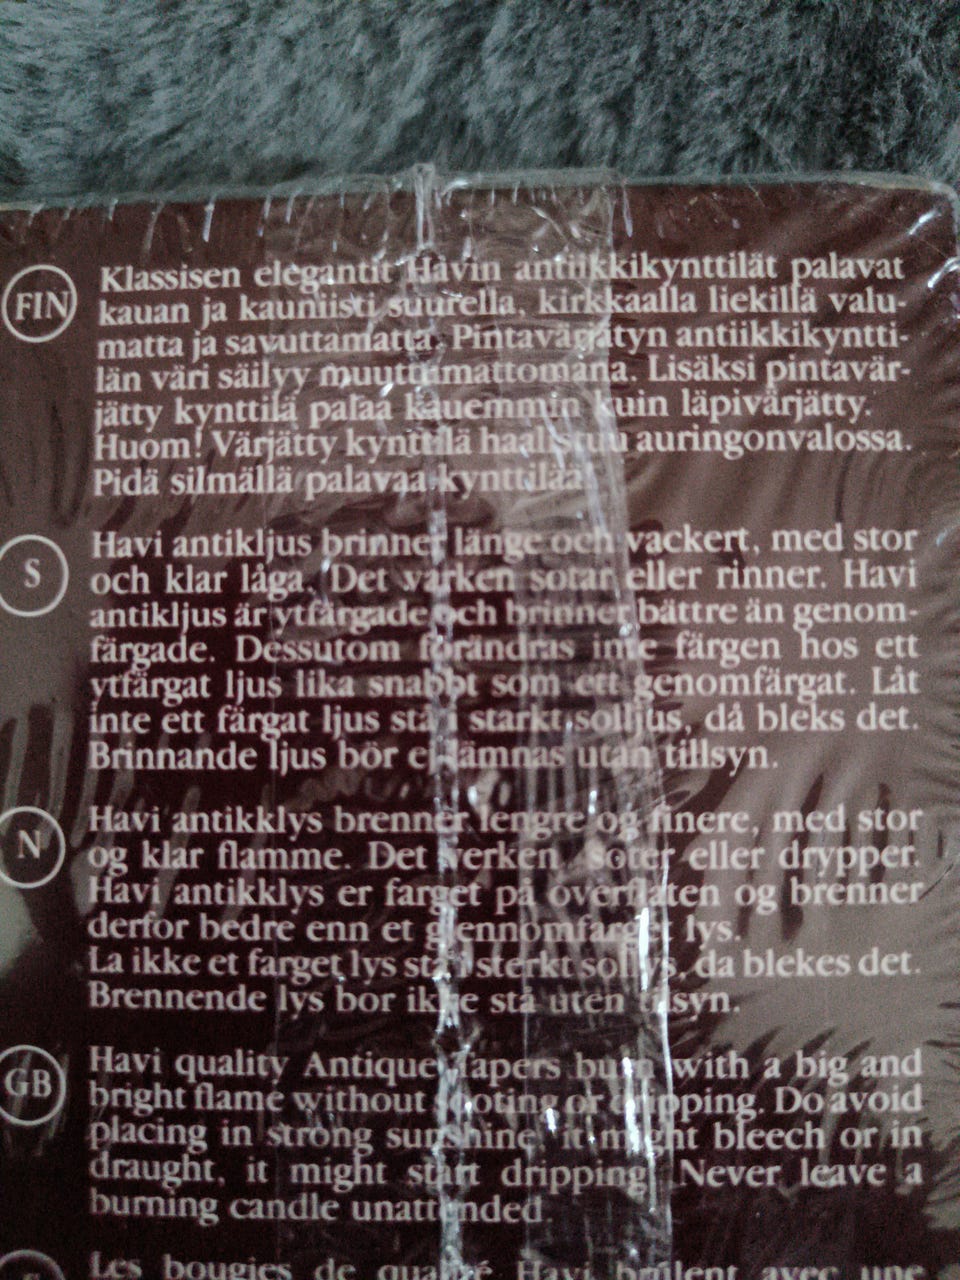 FIN
Klassisen elegantit Havin antiikkikynttilät palavat
kauan ja kauniisti suurella, kirkkaalla liekillä valu-
matta ja savuttamatta. Pintavärjätyn antiikkikyntti-
län väri säilyy muuttumattomana. Lisäksi pintavär-
jätty kynttilä palaa kauemmin kuin läpivärjätty.
Huom! Värjätty kynttilä haalistuu auringonvalossa.
Pidä silmällä palavaa kynttilää.
S
Havi antikljus brinner länge och vackert, med stor
och klar låga. Det varken sotar eller rinner. Havi
antikljus är ytfärgade och brinner bättre än genom-
färgade. Dessutom förändras inte färgen hos ett
ytfärgat ljus lika snabbt som ett genomfärgat. Låt
inte ett färgat ljus stå i starkt solljus, då bleks det.
Brinnande ljus bör ej lämnas utan tillsyn.
N
Havi antikklys brenner lengre og finere, med stor
og klar flamme. Det verken soter eller drypper.
Havi antikklys er farget på overflaten og brenner
derfor bedre enn et gjennomfarget lys.
La ikke et farget lys stå i sterkt sollys, da blekes det.
Brennende lys bor ikke stå uten tilsyn.
GB
Havi quality Antique Tapers burn with a big and
bright flame without sooting or dripping. Do avoid
placing in strong sunshine, it might bleech or in
draught, it might start dripping. Never leave a
burning candle unattended.
Les bougies de qualité Havi brûlent avec une